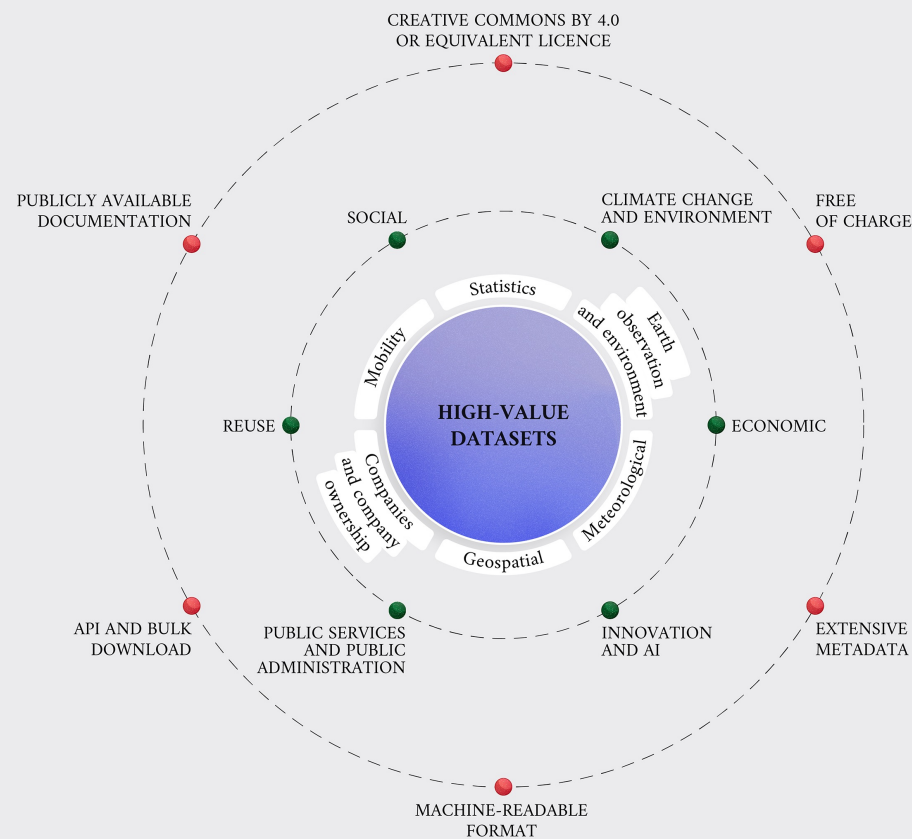 CREATIVE COMMONS BY 4.0
OR EQUIVALENT LICENCE
PUBLICLY AVAILABLE
DOCUMENTATION
FREE
OF CHARGE
SOCIAL
CLIMATE CHANGE
AND ENVIRONMENT
Statistics
Earth
observation
and environment
Mobility
HIGH-VALUE
DATASETS
REUSE
ECONOMIC
Companies
and company
ownership
Meteorological
Geospatial
PUBLIC SERVICES
AND PUBLIC
ADMINISTRATION
INNOVATION
AND AI
API AND BULK
DOWNLOAD
EXTENSIVE
METADATA
MACHINE-READABLE
FORMAT